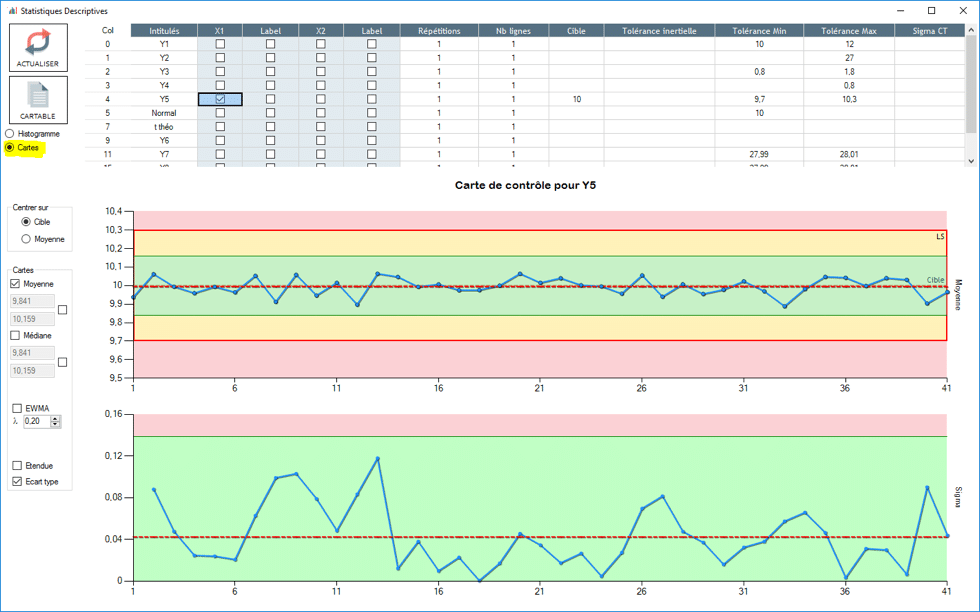 Statistiques Descriptives
ACTUALISER
CARTABLE
Histogramme
Cartes
Col Intitulés X1 Label X2 Label Répétitions Nb lignes Cible Tolérance Inertielle Tolérance Min Tolérance Max Sigma CT
0 Y1 1 1 10 12
1 Y2 1 1 27
2 Y3 1 1 0,8 1,8
3 Y4 1 1 0,8
4 Y5 1 1 10 9,7 10,3
5 Normal 1 1 10
7 t théo 1 1
9 Y6 1 1
11 Y7 1 1 27,99 28,01
Carte de contrôle pour Y5
Centrer sur
Cible
Moyenne
Cartes
Moyenne
9,841
10,159
Médiane
9,841
10,159
EWMA
λ 0,20
Etendue
Ecart type
10,4
10,3
10,2
10,1
10
9,9
9,8
9,7
9,6
9,5
LS
Cible
Moyenne
1 6 11 16 21 26 31 36 41
0,16
0,12
0,08
0,04
0
Sigma
1 6 11 16 21 26 31 36 41